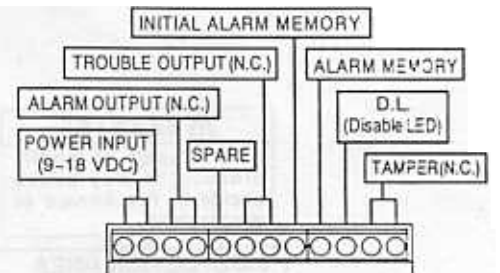 INITIAL ALARM MEMORY
TROUBLE OUTPUT (N.C.)
ALARM MEMORY
ALARM OUTPUT (N.C.)
D.L.
(Disable LED)
POWER INPUT
(9-18 VDC)
SPARE
TAMPER(N.C.)